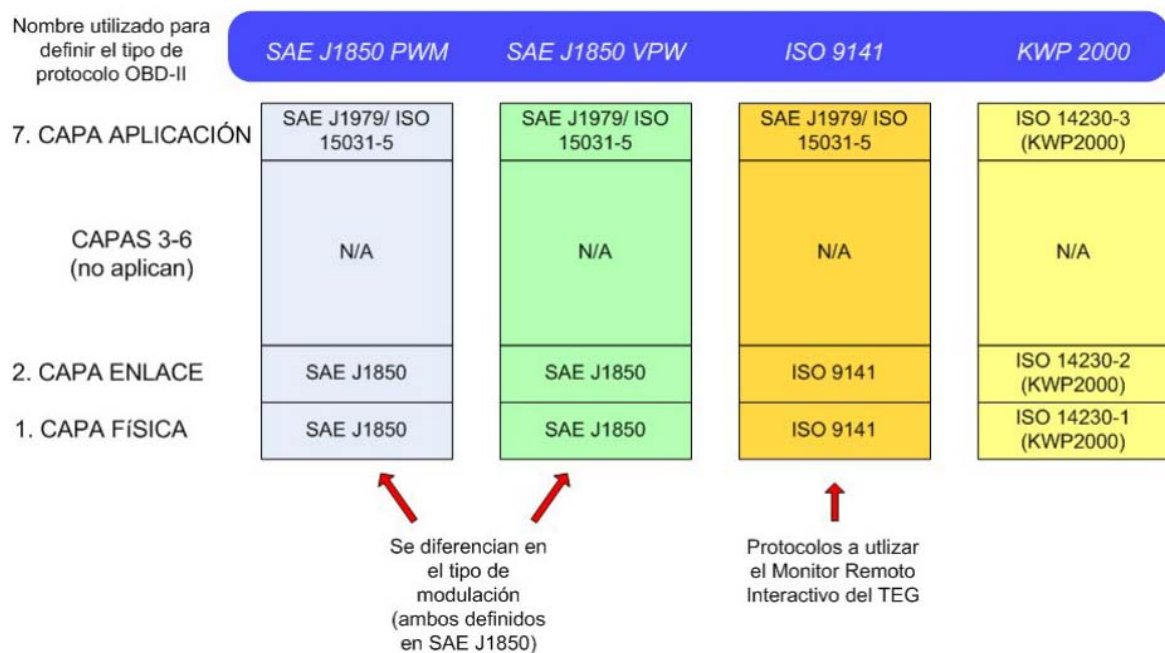 Nombre utilizado para
definir el tipo de
protocolo OBD-II
SAE J1850 PWM
SAE J1850 VPW
ISO 9141
KWP 2000
7. CAPA APLICACIÓN
SAE J1979/ ISO
15031-5
SAE J1979/ ISO
15031-5
SAE J1979/ ISO
15031-5
ISO 14230-3
(KWP2000)
CAPAS 3-6
(no aplican)
N/A
N/A
N/A
N/A
2. CAPA ENLACE
SAE J1850
SAE J1850
ISO 9141
ISO 14230-2
(KWP2000)
1. CAPA FíSICA
SAE J1850
SAE J1850
ISO 9141
ISO 14230-1
(KWP2000)
Se diferencian en
el tipo de
modulación
(ambos definidos
en SAE J1850)
Protocolos a utlizar
el Monitor Remoto
Interactivo del TEG